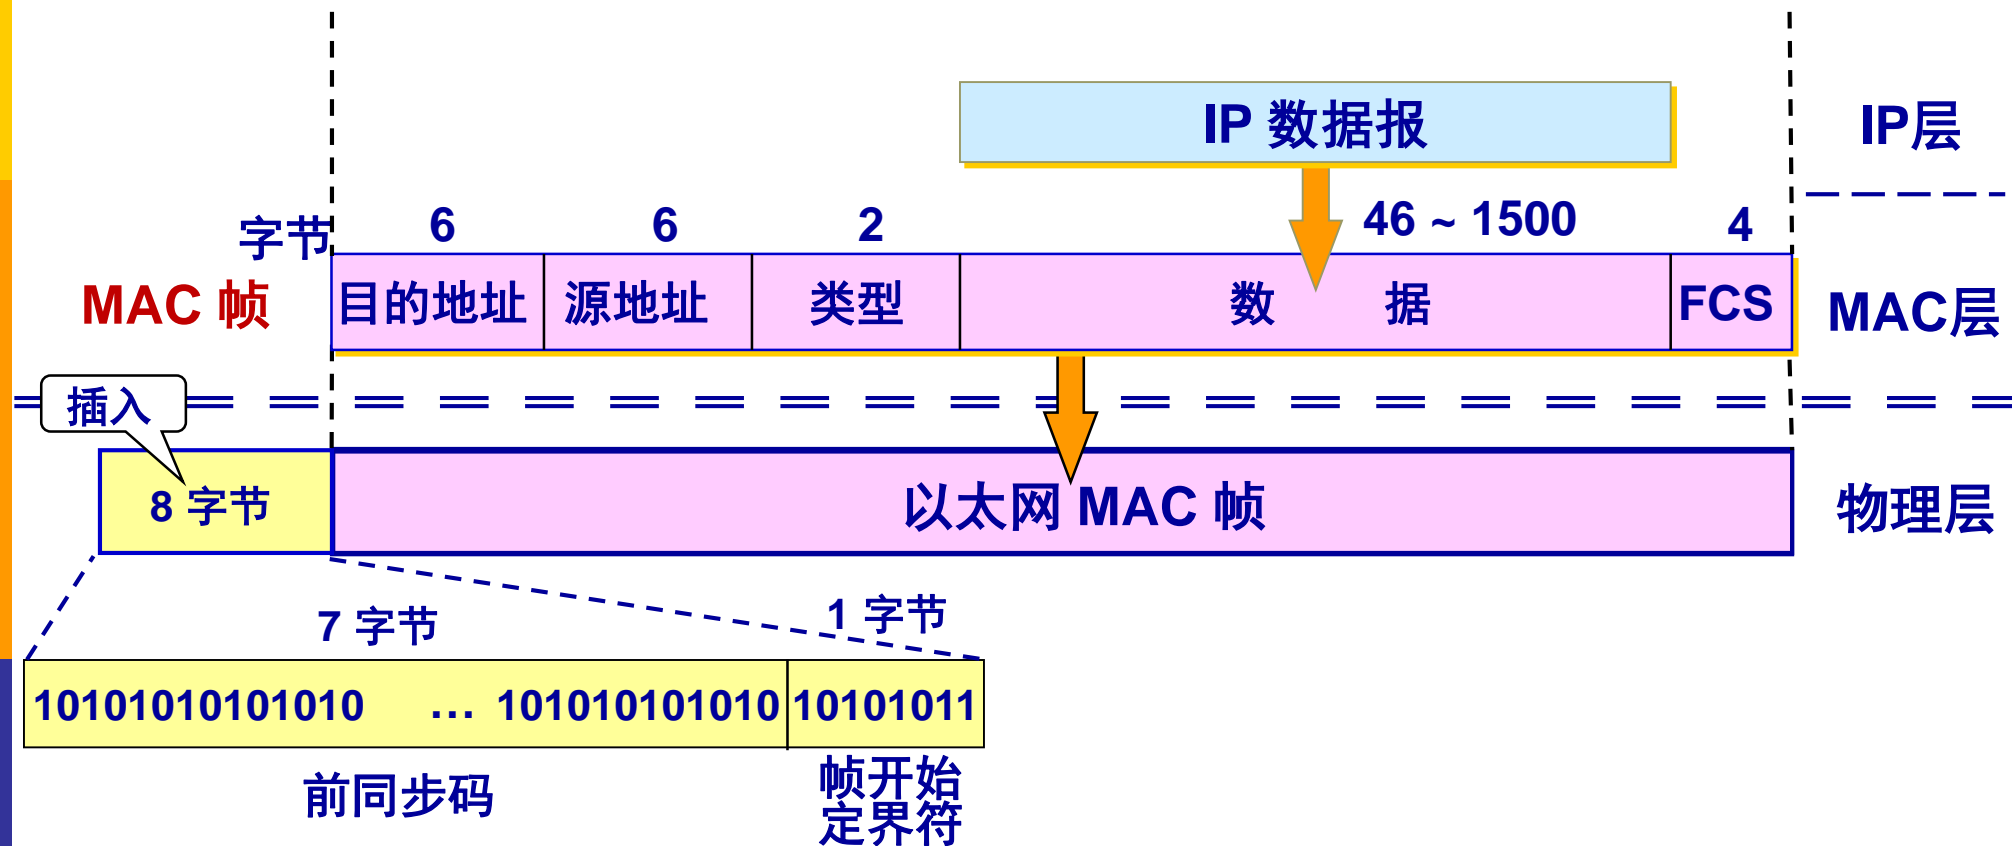 IP 数据报
IP层
字节
6
6
2
46 ~ 1500
4
MAC 帧
目的地址
源地址
类型
数 据
FCS
MAC层
插入
8 字节
以太网 MAC 帧
物理层
7 字节
1 字节
10101010101010 … 101010101010
10101011
前同步码
帧开始
定界符